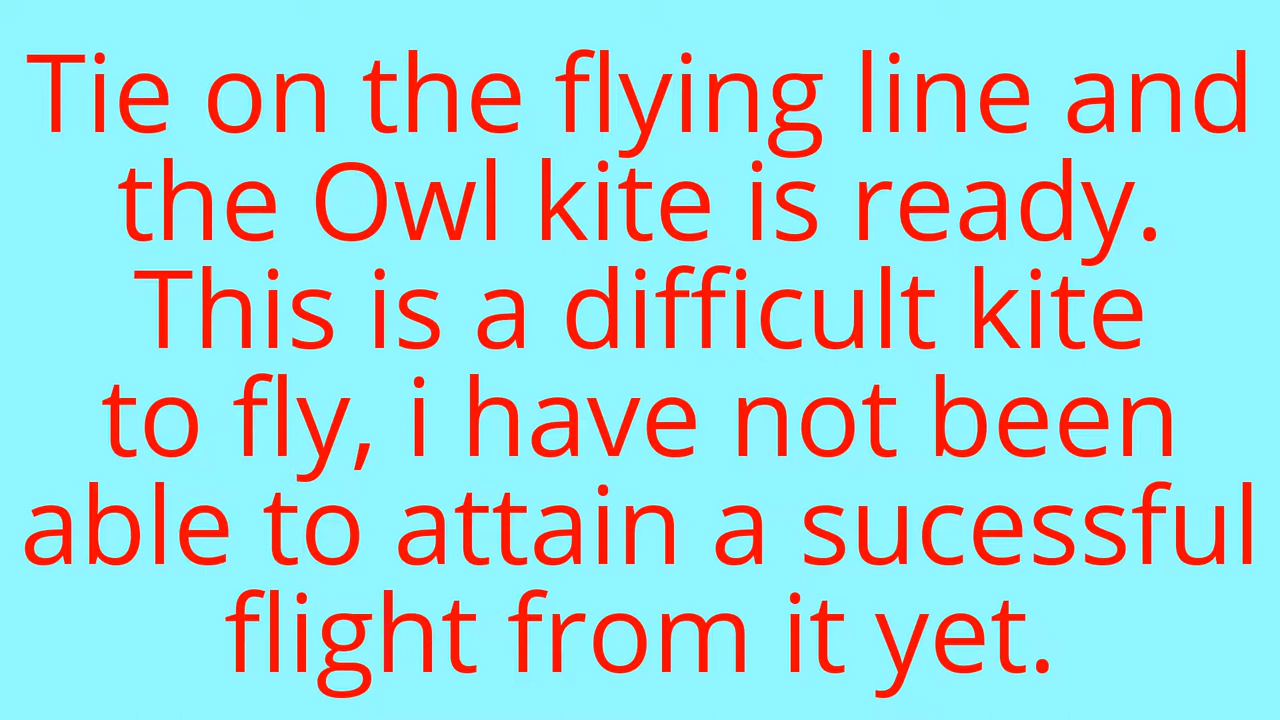 Tie on the flying line and
the Owl kite is ready.
This is a difficult kite
to fly, i have not been
able to attain a sucessful
flight from it yet.